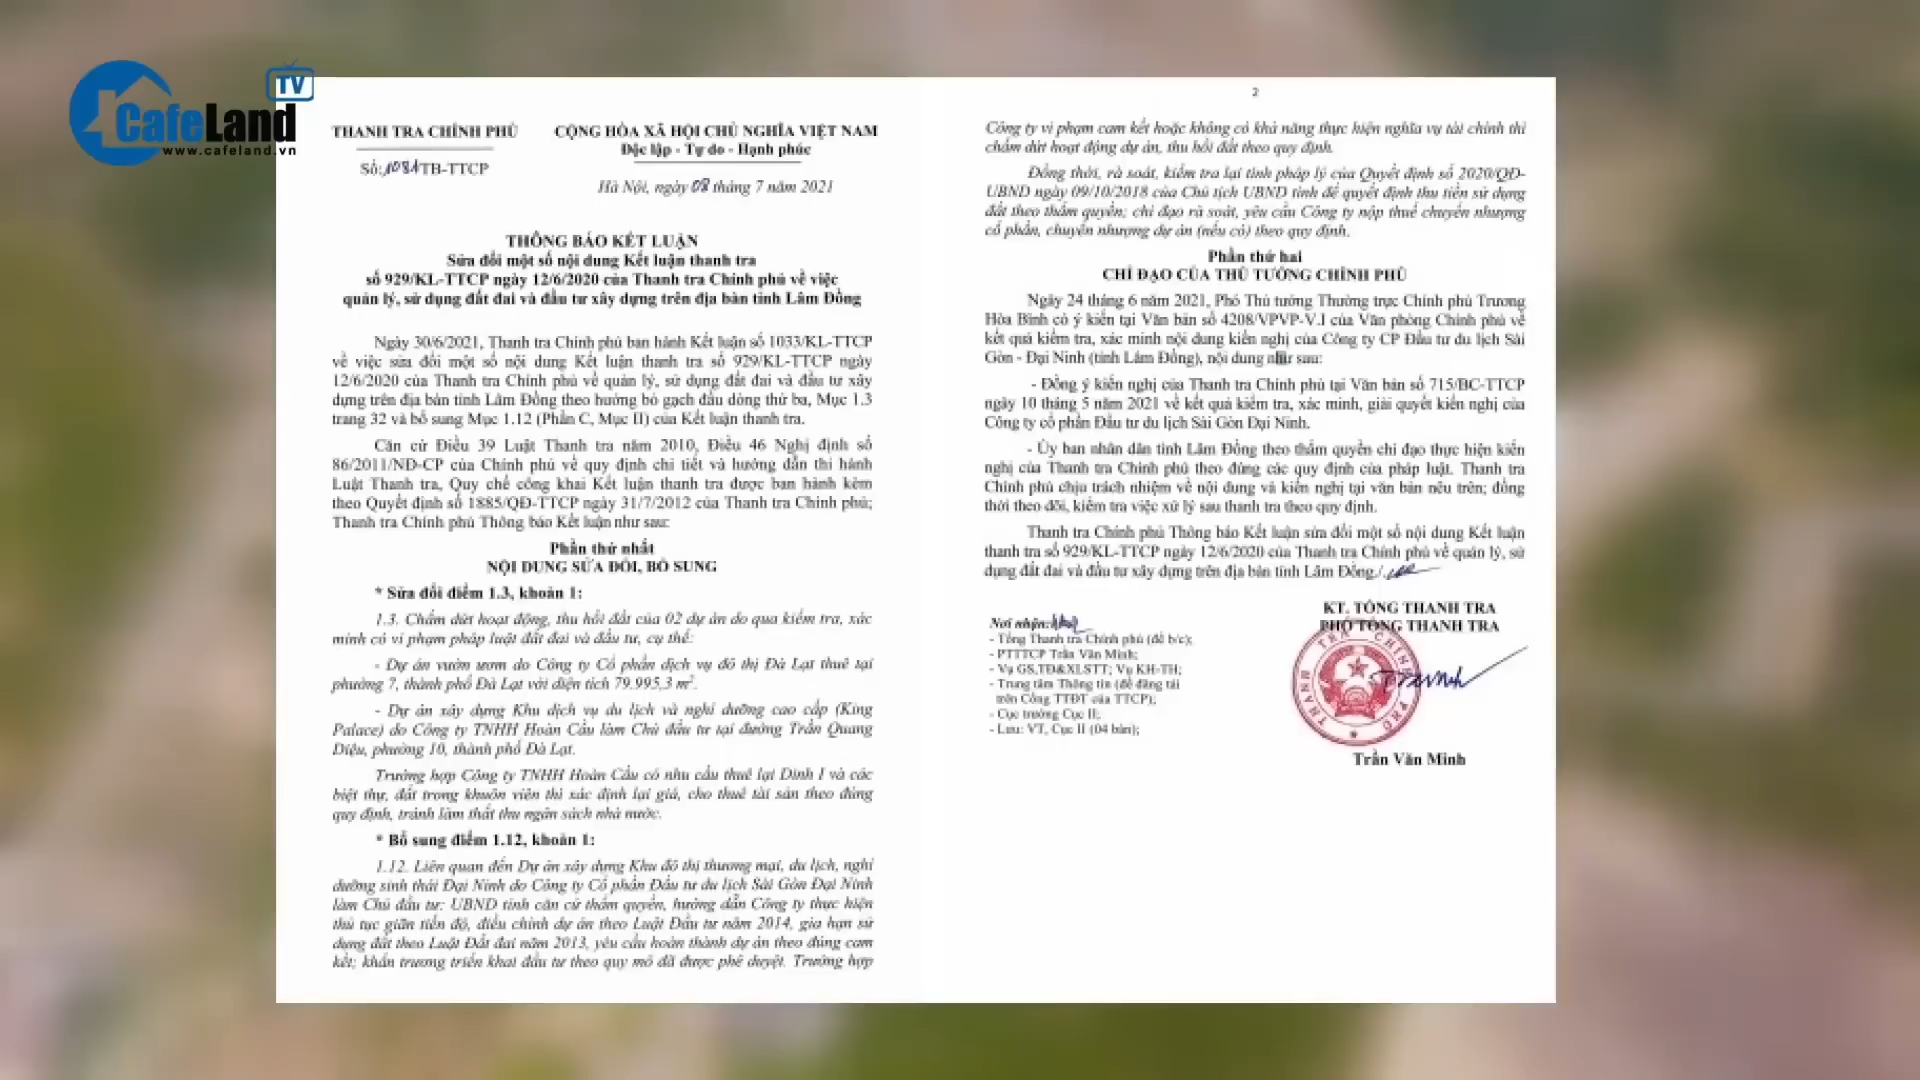 CafeLand TV
www.cafeland.vn
THANH TRA CHÍNH PHỦ
Số: 1081/TB-TTCP
CỘNG HÒA XÃ HỘI CHỦ NGHĨA VIỆT NAM
Độc lập - Tự do - Hạnh phúc
Hà Nội, ngày 08 tháng 7 năm 2021
THÔNG BÁO KẾT LUẬN
Sửa đổi một số nội dung Kết luận thanh tra
số 929/KL-TTCP ngày 12/6/2020 của Thanh tra Chính phủ về việc
quản lý, sử dụng đất đai và đầu tư xây dựng trên địa bàn tỉnh Lâm Đồng
Ngày 30/6/2021, Thanh tra Chính phủ ban hành Kết luận số 1033/KL-TTCP
về việc sửa đổi một số nội dung Kết luận thanh tra số 929/KL-TTCP ngày
12/6/2020 của Thanh tra Chính phủ về quản lý, sử dụng đất đai và đầu tư xây
dựng trên địa bàn tỉnh Lâm Đồng theo hướng bỏ gạch đầu dòng thứ ba, Mục 1.3
trang 32 và bổ sung Mục 1.12 (Phần C, Mục II) của Kết luận thanh tra.
Căn cứ Điều 39 Luật Thanh tra năm 2010, Điều 46 Nghị định số
86/2011/NĐ-CP của Chính phủ về quy định chi tiết và hướng dẫn thi hành
Luật Thanh tra, Quy chế công khai Kết luận thanh tra được ban hành kèm
theo Quyết định số 1885/QĐ-TTCP ngày 31/7/2012 của Thanh tra Chính phủ;
Thanh tra Chính phủ Thông báo Kết luận như sau:
Phần thứ nhất
NỘI DUNG SỬA ĐỔI, BỔ SUNG
* Sửa đổi điểm 1.3, khoản 1:
1.3. Chấm dứt hoạt động, thu hồi đất của 02 dự án do qua kiểm tra, xác
minh có vi phạm pháp luật đất đai và đầu tư, cụ thể:
- Dự án vườn ươm do Công ty Cổ phần dịch vụ đô thị Đà Lạt thuê tại
phường 7, thành phố Đà Lạt với diện tích 79.995,3 m².
- Dự án xây dựng Khu dịch vụ du lịch và nghỉ dưỡng cao cấp (King
Palace) do Công ty TNHH Hoàn Cầu làm Chủ đầu tư tại đường Trần Quang
Diệu, phường 10, thành phố Đà Lạt.
Trường hợp Công ty TNHH Hoàn Cầu có nhu cầu thuê lại Dinh I và các
biệt thự, đất trong khuôn viên thì xác định lại giá, cho thuê tài sản theo đúng
quy định, tránh làm thất thu ngân sách nhà nước.
* Bổ sung điểm 1.12, khoản 1:
1.12. Liên quan đến Dự án xây dựng Khu đô thị thương mại, du lịch, nghỉ
dưỡng sinh thái Đại Ninh do Công ty Cổ phần Đầu tư du lịch Sài Gòn Đại Ninh
làm Chủ đầu tư: UBND tỉnh căn cứ thẩm quyền, hướng dẫn Công ty thực hiện
thủ tục giãn tiến độ, điều chỉnh dự án theo Luật Đầu tư năm 2014, gia hạn sử
dụng đất theo Luật Đất đai năm 2013, yêu cầu hoàn thành dự án theo đúng cam
kết; khẩn trương triển khai đầu tư theo quy mô đã được phê duyệt. Trường hợp
2
Công ty vi phạm cam kết hoặc không có khả năng thực hiện nghĩa vụ tài chính thì
chấm dứt hoạt động dự án, thu hồi đất theo quy định.
Đồng thời, rà soát, kiểm tra lại tính pháp lý của Quyết định số 2020/QĐ-
UBND ngày 09/10/2018 của Chủ tịch UBND tỉnh để quyết định thu tiền sử dụng
đất theo thẩm quyền; chỉ đạo rà soát, yêu cầu Công ty nộp thuế chuyển nhượng
cổ phần, chuyển nhượng dự án (nếu có) theo quy định.
Phần thứ hai
CHỈ ĐẠO CỦA THỦ TƯỚNG CHÍNH PHỦ
Ngày 24 tháng 6 năm 2021, Phó Thủ tướng Thường trực Chính phủ Trương
Hòa Bình có ý kiến tại Văn bản số 4208/VPVP-V.I của Văn phòng Chính phủ về
kết quả kiểm tra, xác minh nội dung kiến nghị của Công ty CP Đầu tư du lịch Sài
Gòn - Đại Ninh (tỉnh Lâm Đồng), nội dung như sau:
- Đồng ý kiến nghị của Thanh tra Chính phủ tại Văn bản số 715/BC-TTCP
ngày 10 tháng 5 năm 2021 về kết quả kiểm tra, xác minh, giải quyết kiến nghị của
Công ty cổ phần Đầu tư du lịch Sài Gòn Đại Ninh.
- Ủy ban nhân dân tỉnh Lâm Đồng theo thẩm quyền chỉ đạo thực hiện kiến
nghị của Thanh tra Chính phủ theo đúng các quy định của pháp luật. Thanh tra
Chính phủ chịu trách nhiệm về nội dung và kiến nghị tại văn bản nêu trên; đồng
thời theo dõi, kiểm tra việc xử lý sau thanh tra theo quy định.
Thanh tra Chính phủ Thông báo Kết luận sửa đổi một số nội dung Kết luận
thanh tra số 929/KL-TTCP ngày 12/6/2020 của Thanh tra Chính phủ về quản lý, sử
dụng đất đai và đầu tư xây dựng trên địa bàn tỉnh Lâm Đồng./.
Nơi nhận:
- Tổng Thanh tra Chính phủ (để b/c);
- PTTTCP Trần Văn Minh;
- Vụ GS,TĐ&XLSTT; Vụ KH-TH;
- Trung tâm Thông tin (để đăng tải
trên Cổng TTĐT của TTCP);
- Cục trưởng Cục II;
- Lưu: VT, Cục II (04 bản);
KT. TỔNG THANH TRA
PHÓ TỔNG THANH TRA
THANH TRA CHÍNH PHỦ
Trần Văn Minh